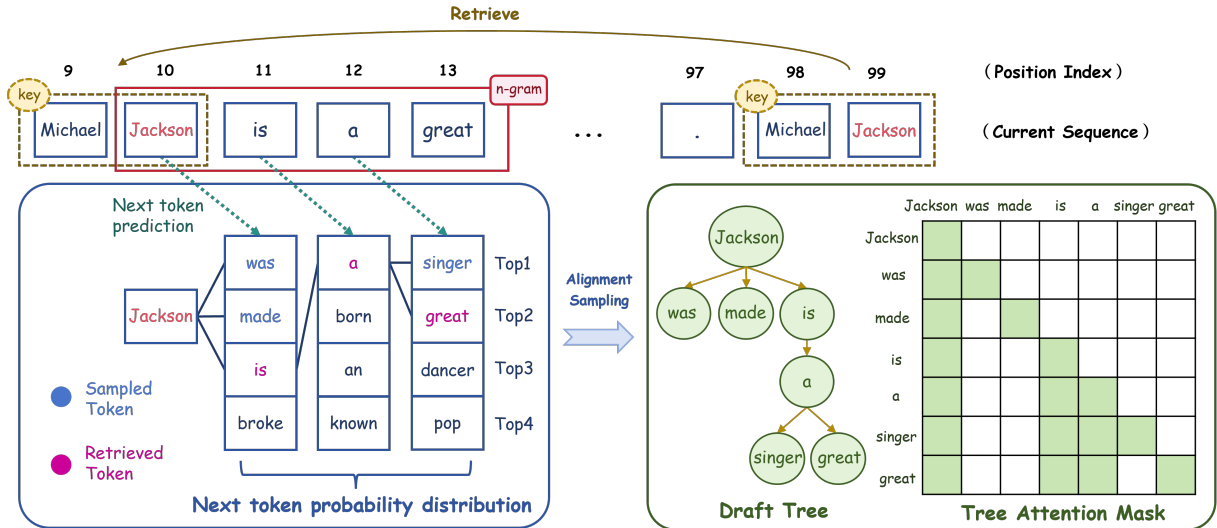 Retrieve
9 10 11 12 13 97 98 99 (Position Index)
key n-gram key
Michael Jackson is a great ... . Michael Jackson (Current Sequence)
Next token
prediction
was a singer Top1
made born great Top2
Jackson
is an dancer Top3
broke known pop Top4
Sampled
Token
Retrieved
Token
Next token probability distribution
Alignment
Sampling
Jackson
was made is
a
singer great
Draft Tree
Jackson was made is a singer great
Jackson
was
made
is
a
singer
great
Tree Attention Mask